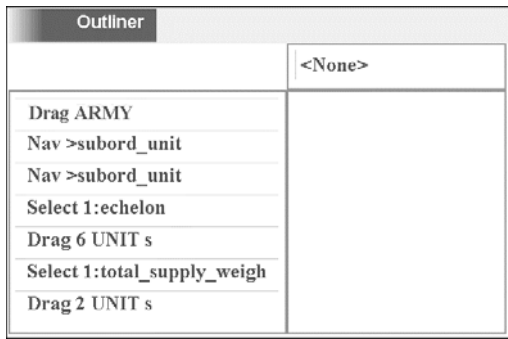 Outliner
<None>
Drag ARMY
Nav >subord_unit
Nav >subord_unit
Select 1:echelon
Drag 6 UNIT s
Select 1:total_supply_weigh
Drag 2 UNIT s